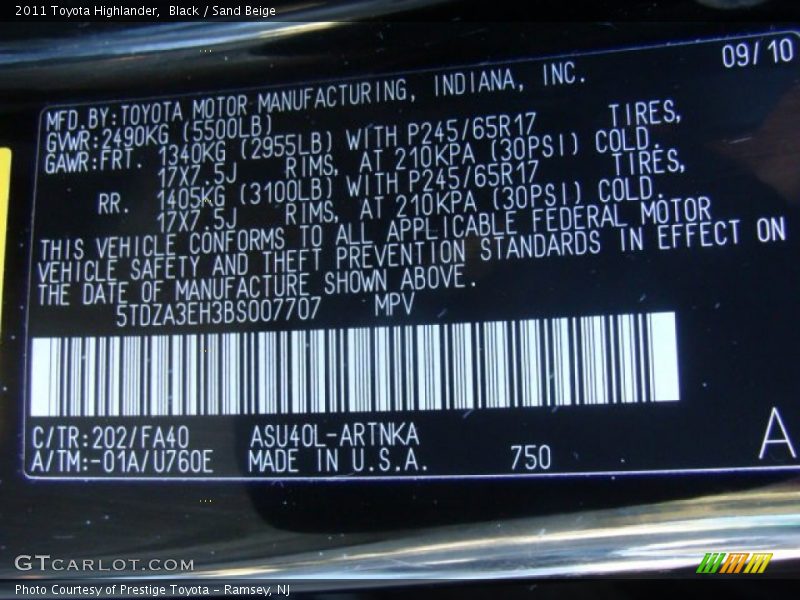 2011 Toyota Highlander, Black / Sand Beige
09/10
MFD.BY:TOYOTA MOTOR MANUFACTURING, INDIANA, INC.
GVWR:2490KG (5500LB)
GAWR:FRT. 1340KG (2955LB) WITH P245/65R17 TIRES,
17X7.5J RIMS, AT 210KPA (30PSI) COLD.
RR. 1405KG (3100LB) WITH P245/65R17 TIRES,
17X7.5J RIMS, AT 210KPA (30PSI) COLD.
THIS VEHICLE CONFORMS TO ALL APPLICABLE FEDERAL MOTOR
VEHICLE SAFETY AND THEFT PREVENTION STANDARDS IN EFFECT ON
THE DATE OF MANUFACTURE SHOWN ABOVE.
5TDZA3EH3BS007707 MPV
C/TR:202/FA40 ASU40L-ARTNKA
A/TM:-01A/U760E MADE IN U.S.A. 750
A
GTCARLOT.COM
Photo Courtesy of Prestige Toyota - Ramsey, NJ